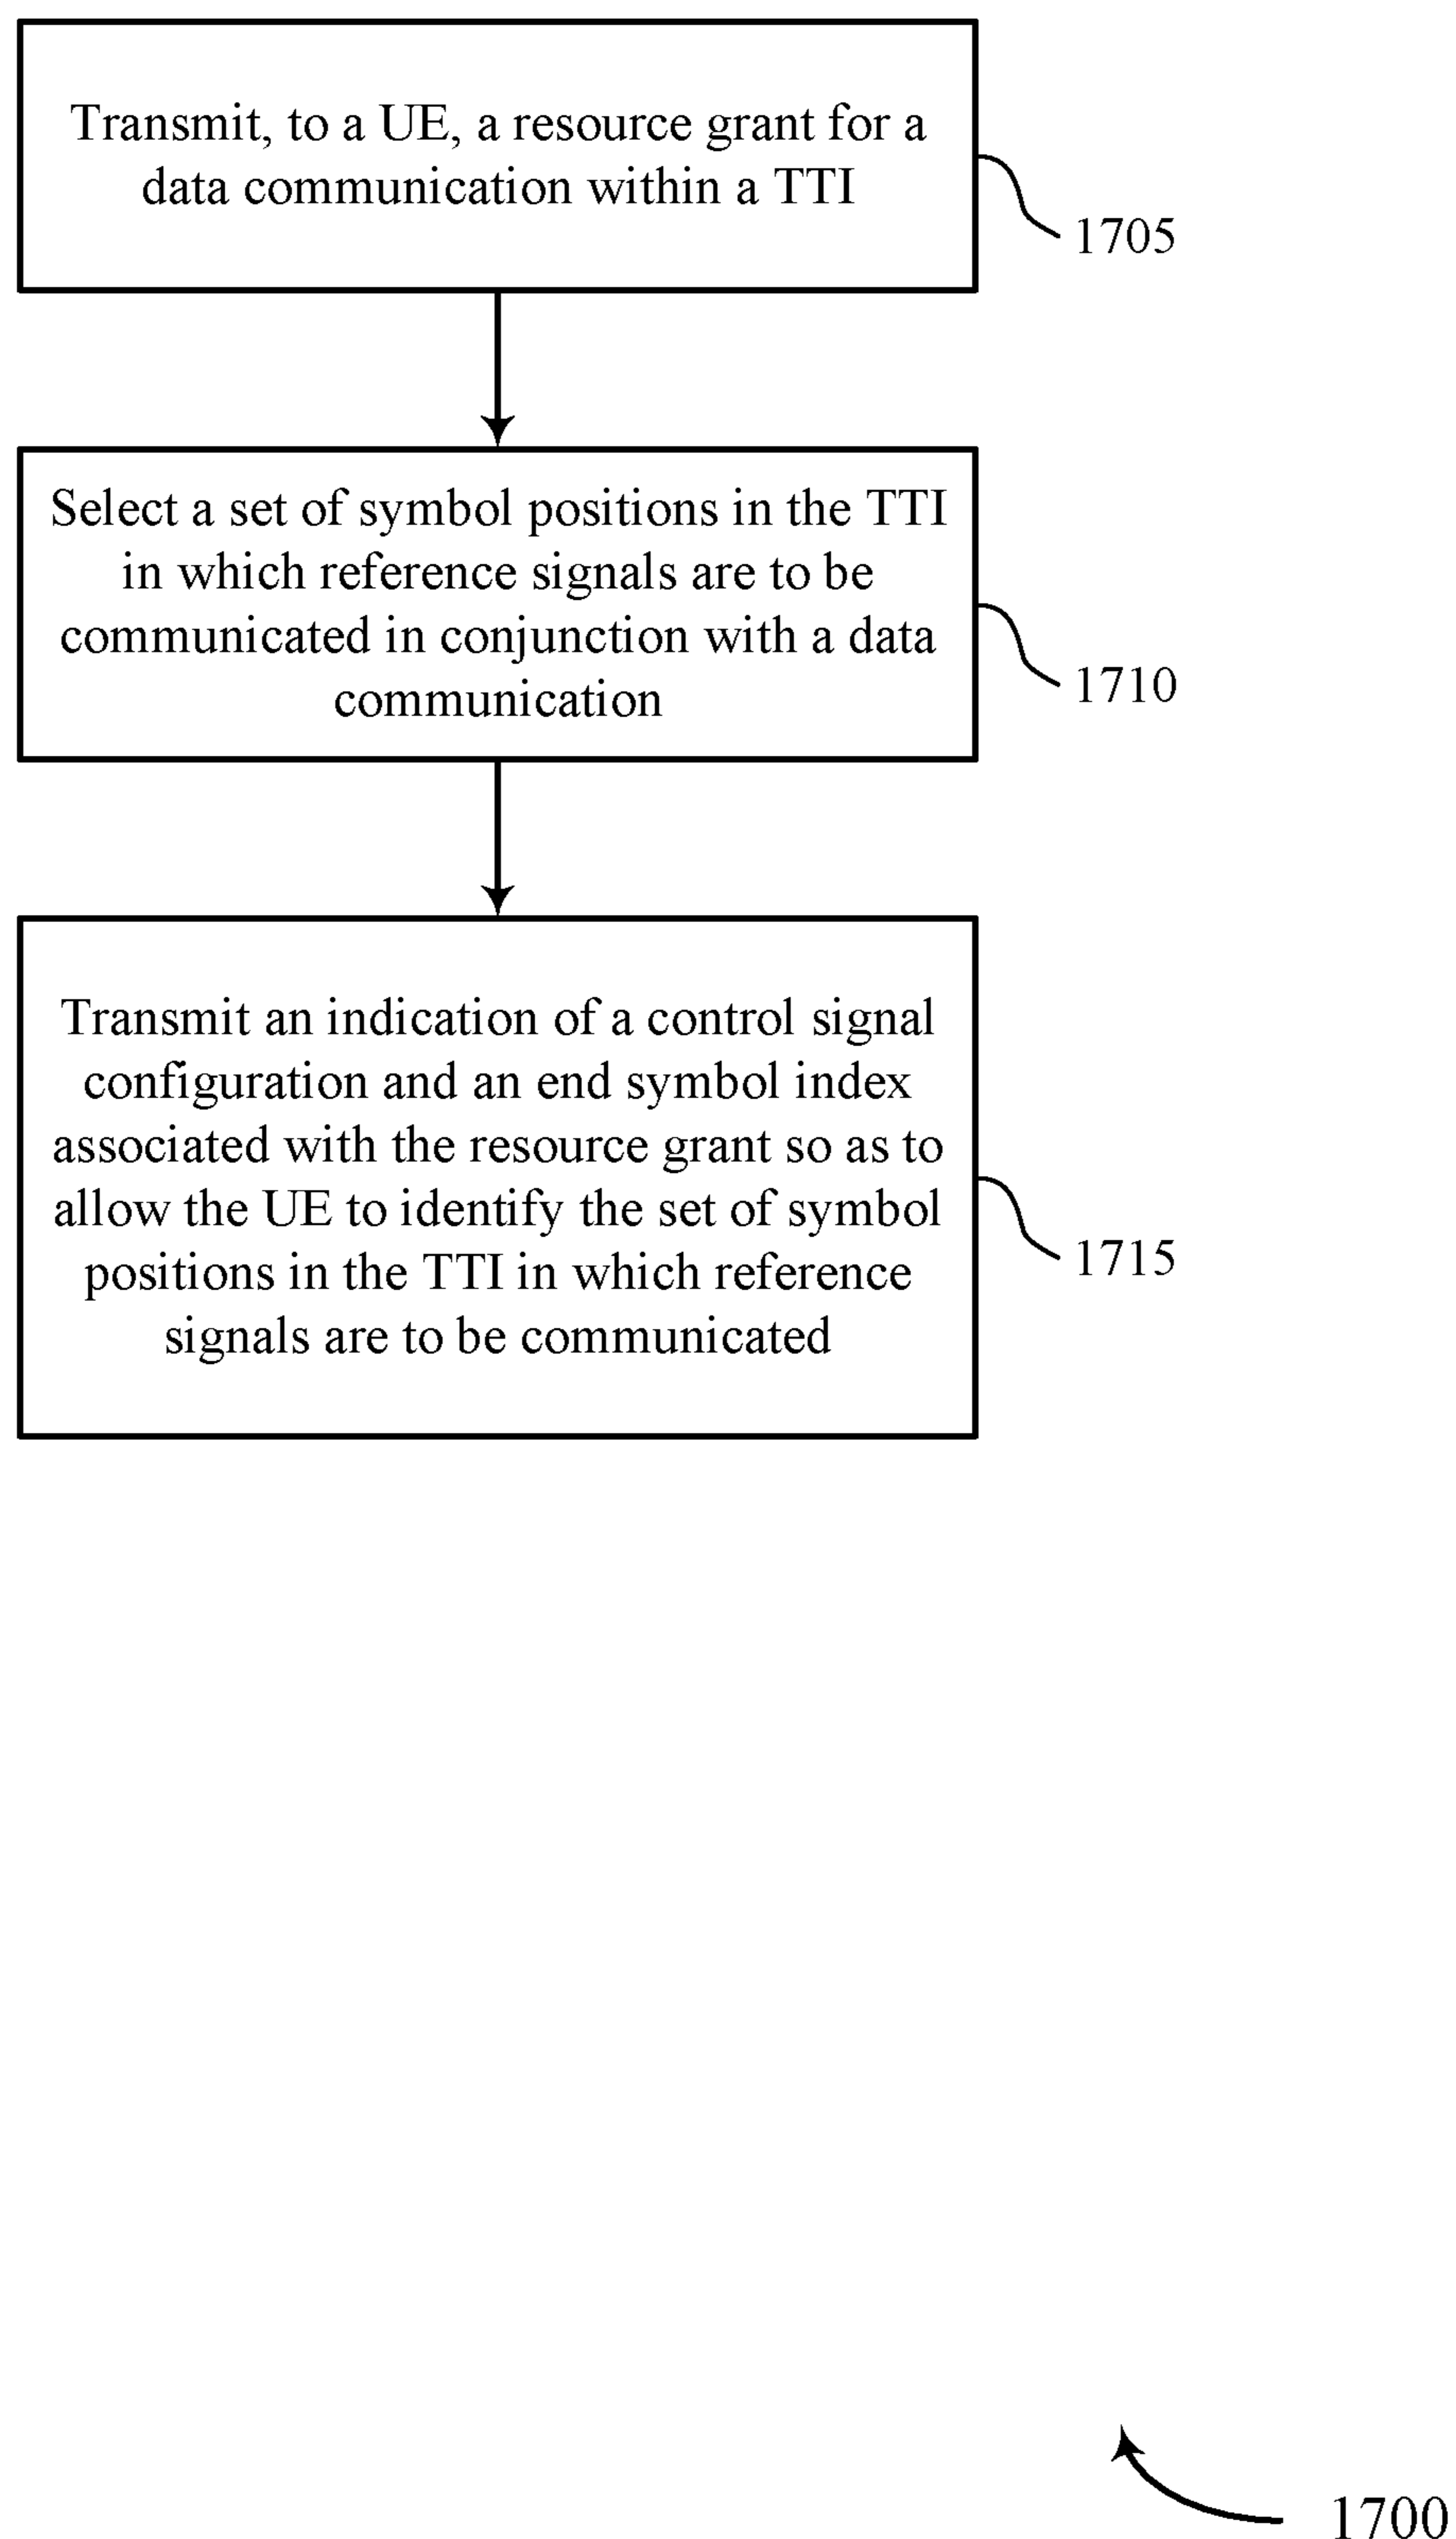 Transmit, to a UE, a resource grant for a
data communication within a TTI
1705
Select a set of symbol positions in the TTI
in which reference signals are to be
communicated in conjunction with a data
communication
1710
Transmit an indication of a control signal
configuration and an end symbol index
associated with the resource grant so as to
allow the UE to identify the set of symbol
positions in the TTI in which reference
signals are to be communicated
1715
1700